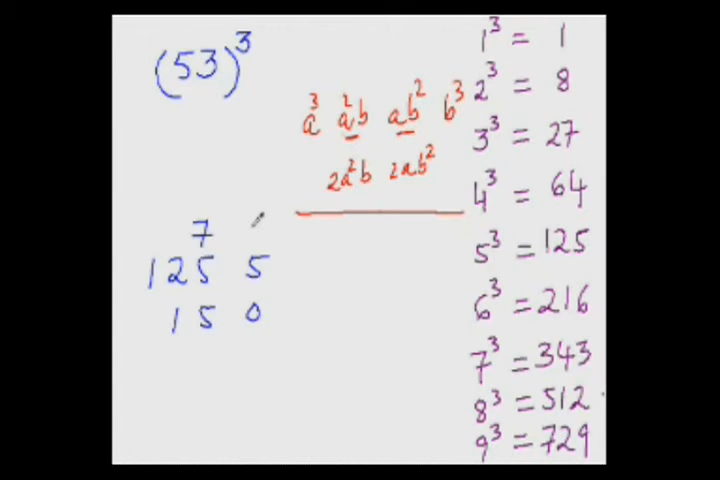 (53)³
a³ a²b ab² b³
2a²b 2ab²
7
125 5
15 0
1³ = 1
2³ = 8
3³ = 27
4³ = 64
5³ = 125
6³ = 216
7³ = 343
8³ = 512
9³ = 729